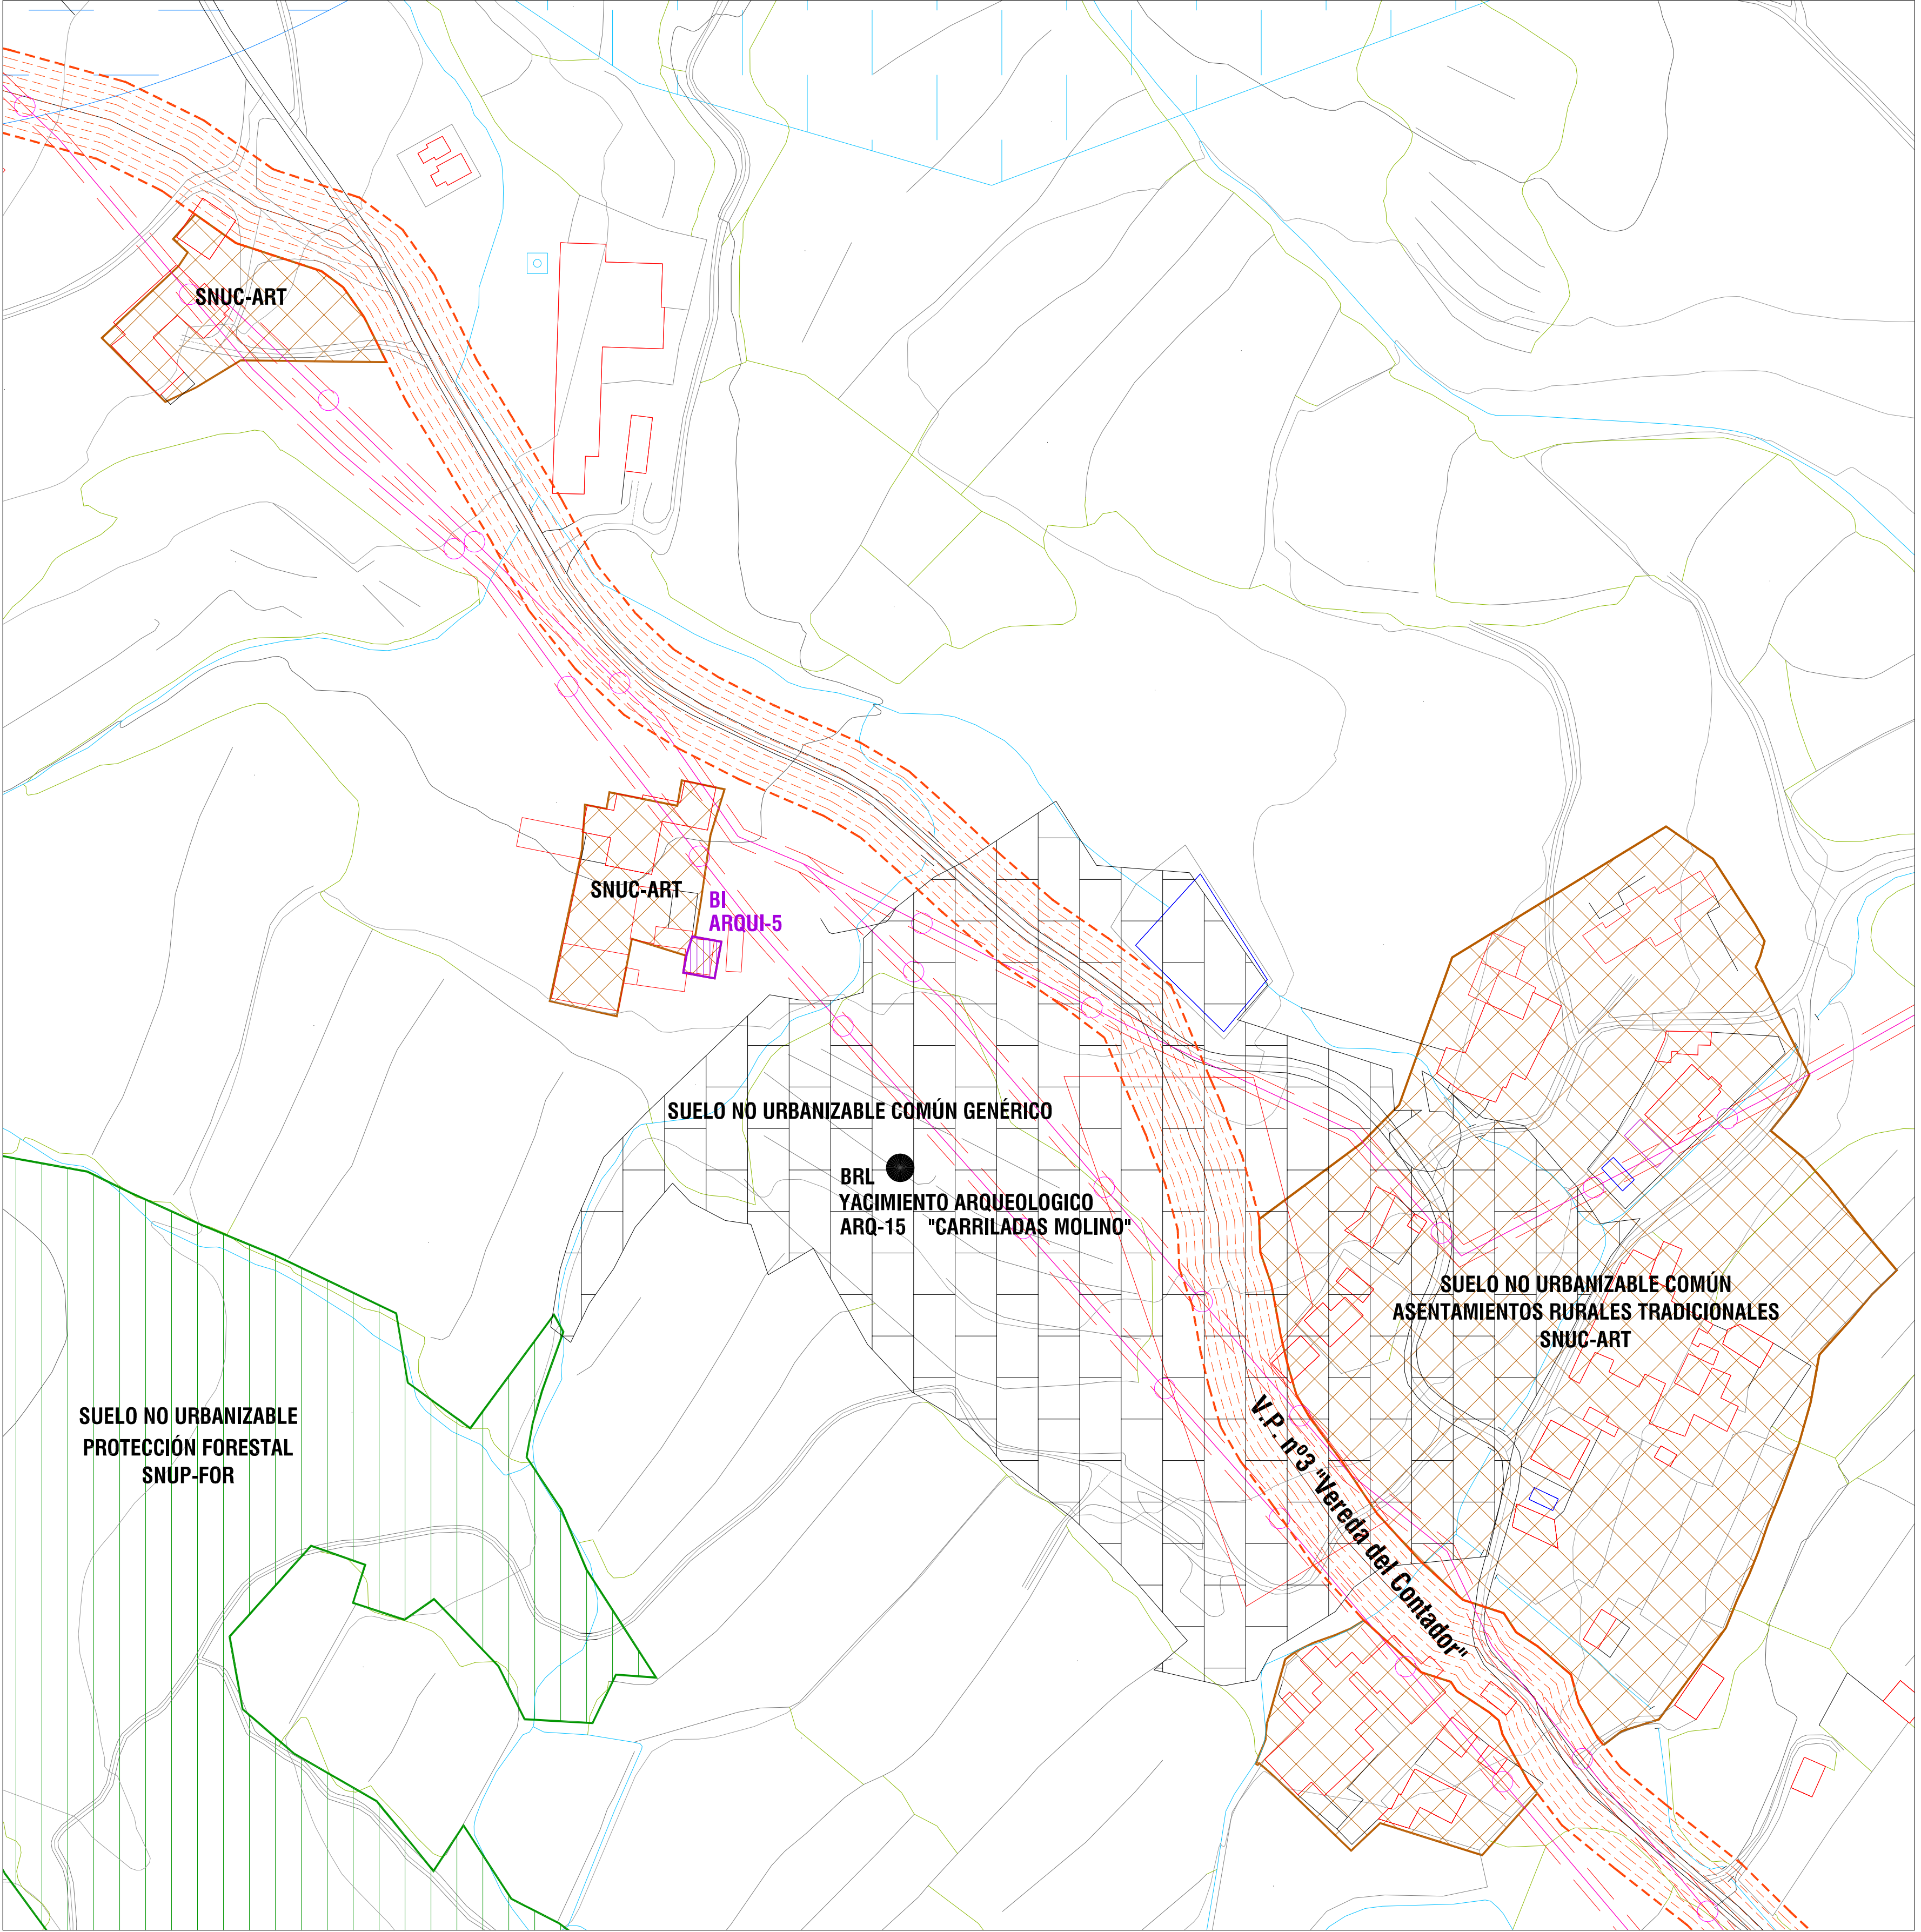 SNUC-ART
SNUC-ART
BI
ARQUI-5
SUELO NO URBANIZABLE COMÚN GENÉRICO
BRL
YACIMIENTO ARQUEOLOGICO
ARQ-15 "CARRILADAS MOLINO"
SUELO NO URBANIZABLE COMÚN
ASENTAMIENTOS RURALES TRADICIONALES
SNUC-ART
SUELO NO URBANIZABLE
PROTECCIÓN FORESTAL
SNUP-FOR
V.P. nº3 "Vereda del Contador"